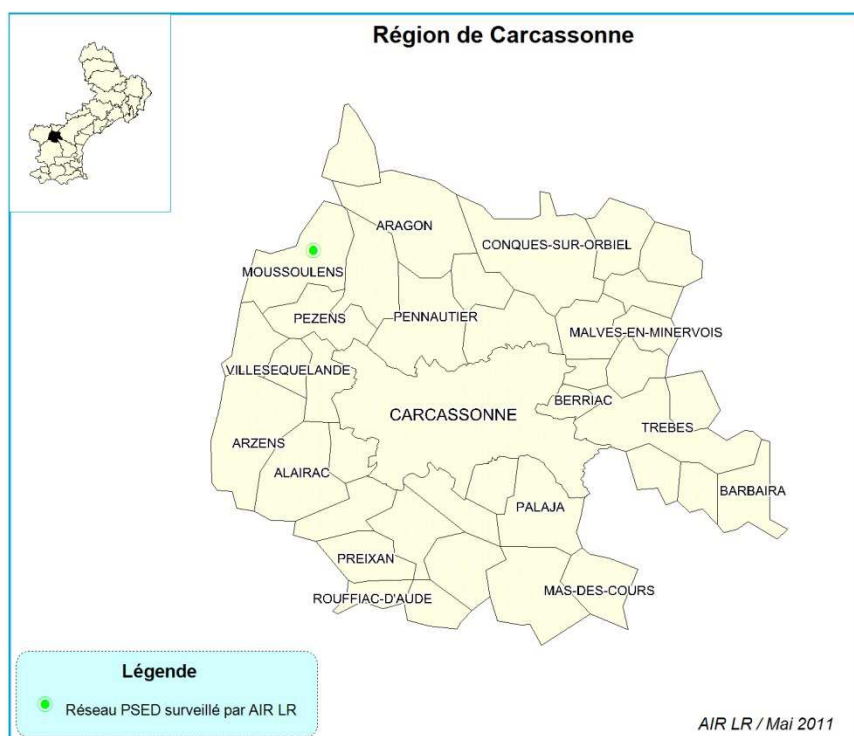 Région de Carcassonne
ARAGON
CONQUES-SUR-ORBIEL
MOUSSOULENS
PEZENS
PENNAUTIER
MALVES-EN-MINERVOIS
VILLESEQUELANDE
BERRIAC
CARCASSONNE
TREBES
ARZENS
ALAIRAC
BARBAIRA
PALAJA
PREIXAN
MAS-DES-COURS
ROUFFIAC-D'AUDE
Légende
Réseau PSED surveillé par AIR LR
AIR LR / Mai 2011